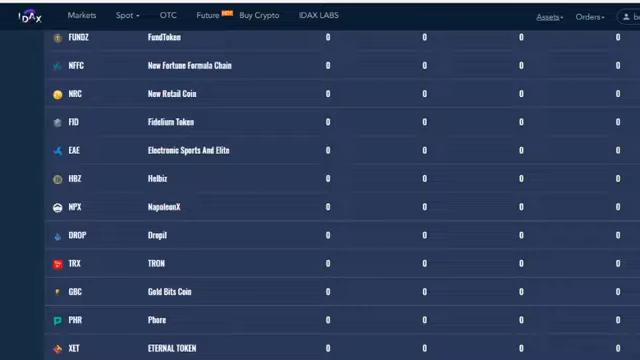 IDAX Markets Spot OTC Future HOT Buy Crypto IDAX LABS Assets Orders
FUNDZ FundToken 0 0 0 0
NFFC New Fortune Formula Chain 0 0 0 0
NRC New Retail Coin 0 0 0 0
FID Fidelium Token 0 0 0 0
EAE Electronic Sports And Elite 0 0 0 0
HBZ Helbiz 0 0 0 0
NPX NapoleonX 0 0 0 0
DROP Dropil 0 0 0 0
TRX TRON 0 0 0 0
GBC Gold Bits Coin 0 0 0 0
PHR Phore 0 0 0 0
XET ETERNAL TOKEN 0 0 0 0